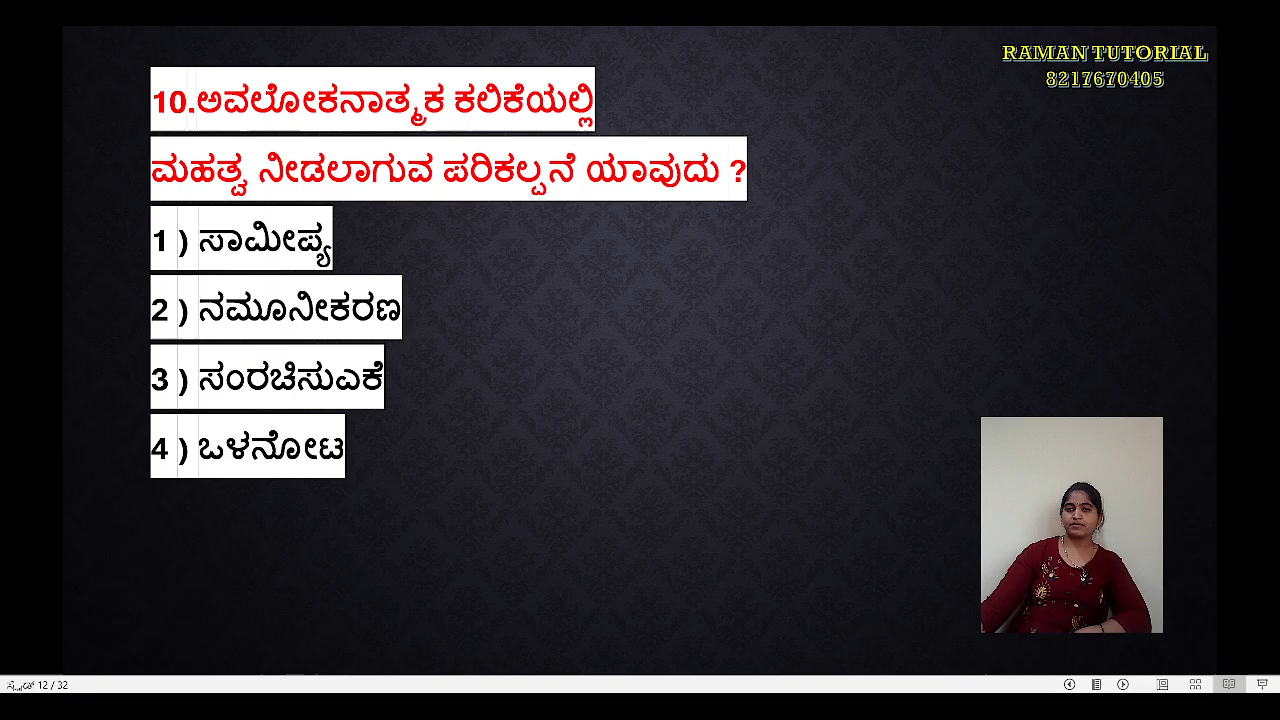 RAMAN TUTORIAL
8217670405
10.ಅವಲೋಕನಾತ್ಮಕ ಕಲಿಕೆಯಲ್ಲಿ
ಮಹತ್ವ ನೀಡಲಾಗುವ ಪರಿಕಲ್ಪನೆ ಯಾವುದು ?
1 ) ಸಾಮೀಪ್ಯ
2 ) ನಮೂನೀಕರಣ
3 ) ಸಂರಚಿಸುಎಕೆ
4 ) ಒಳನೋಟ
ಸ್ಲೈಡ್ 12 / 32